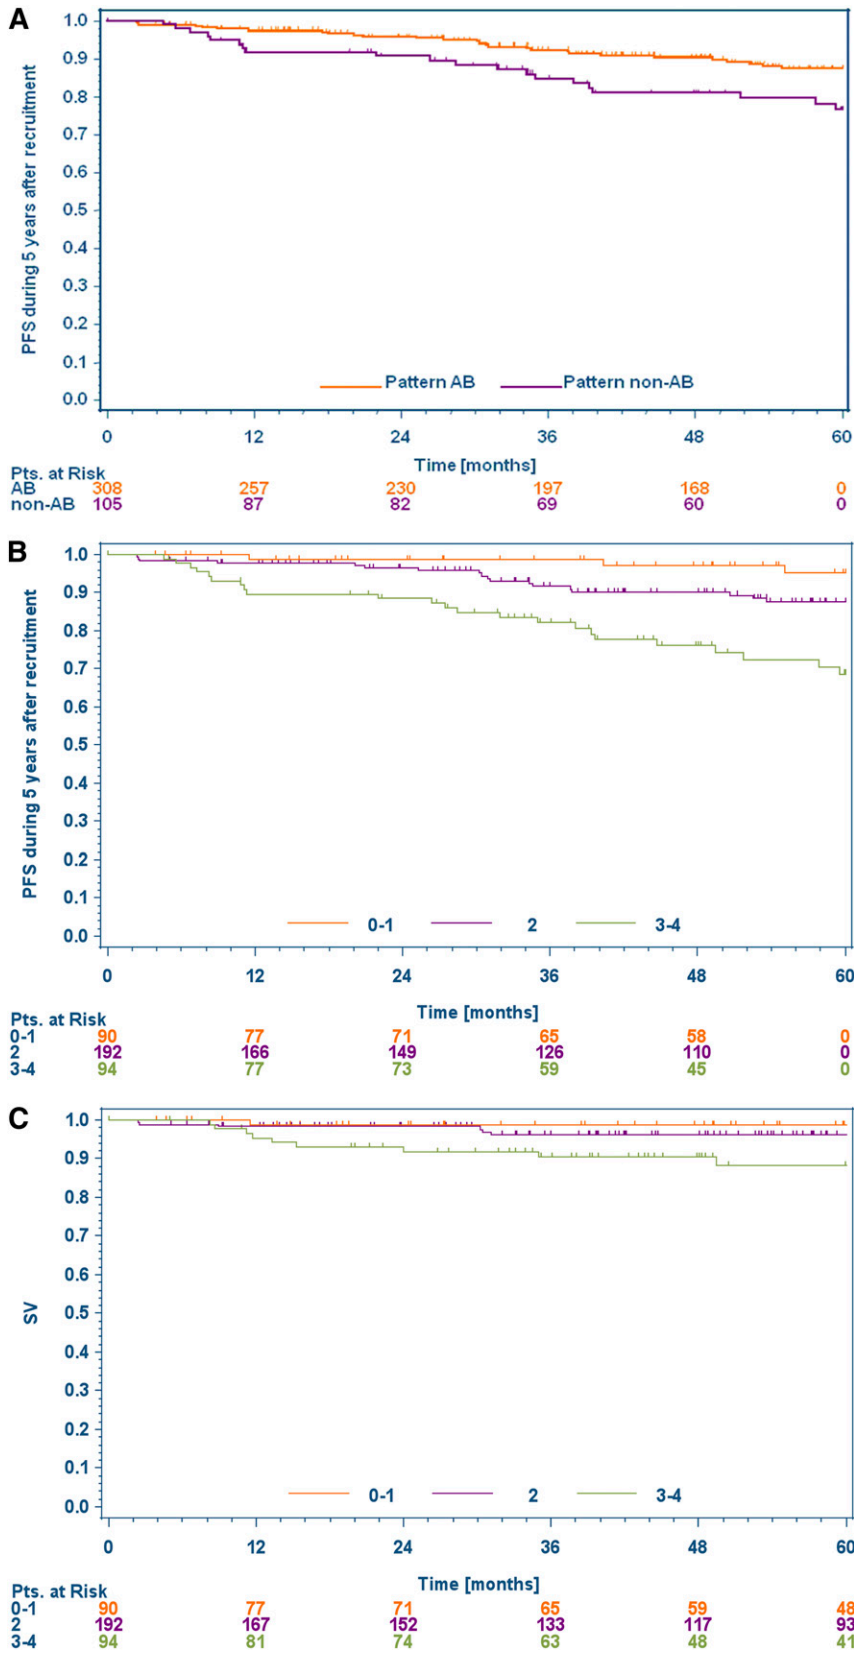 A
PFS during 5 years after recruitment
1.0
0.9
0.8
0.7
0.6
0.5
0.4
0.3
0.2
0.1
0.0
Pattern AB Pattern non-AB
0 12 24 36 48 60
Time [months]
Pts. at Risk
AB 308 257 230 197 168 0
non-AB 105 87 82 69 60 0
B
PFS during 5 years after recruitment
1.0
0.9
0.8
0.7
0.6
0.5
0.4
0.3
0.2
0.1
0.0
0-1 2 3-4
0 12 24 36 48 60
Time [months]
Pts. at Risk
0-1 90 77 71 65 58 0
2 192 166 149 126 110 0
3-4 94 77 73 59 45 0
C
SV
1.0
0.9
0.8
0.7
0.6
0.5
0.4
0.3
0.2
0.1
0.0
0-1 2 3-4
0 12 24 36 48 60
Time [months]
Pts. at Risk
0-1 90 77 71 65 59 48
2 192 167 152 133 117 93
3-4 94 81 74 63 48 41